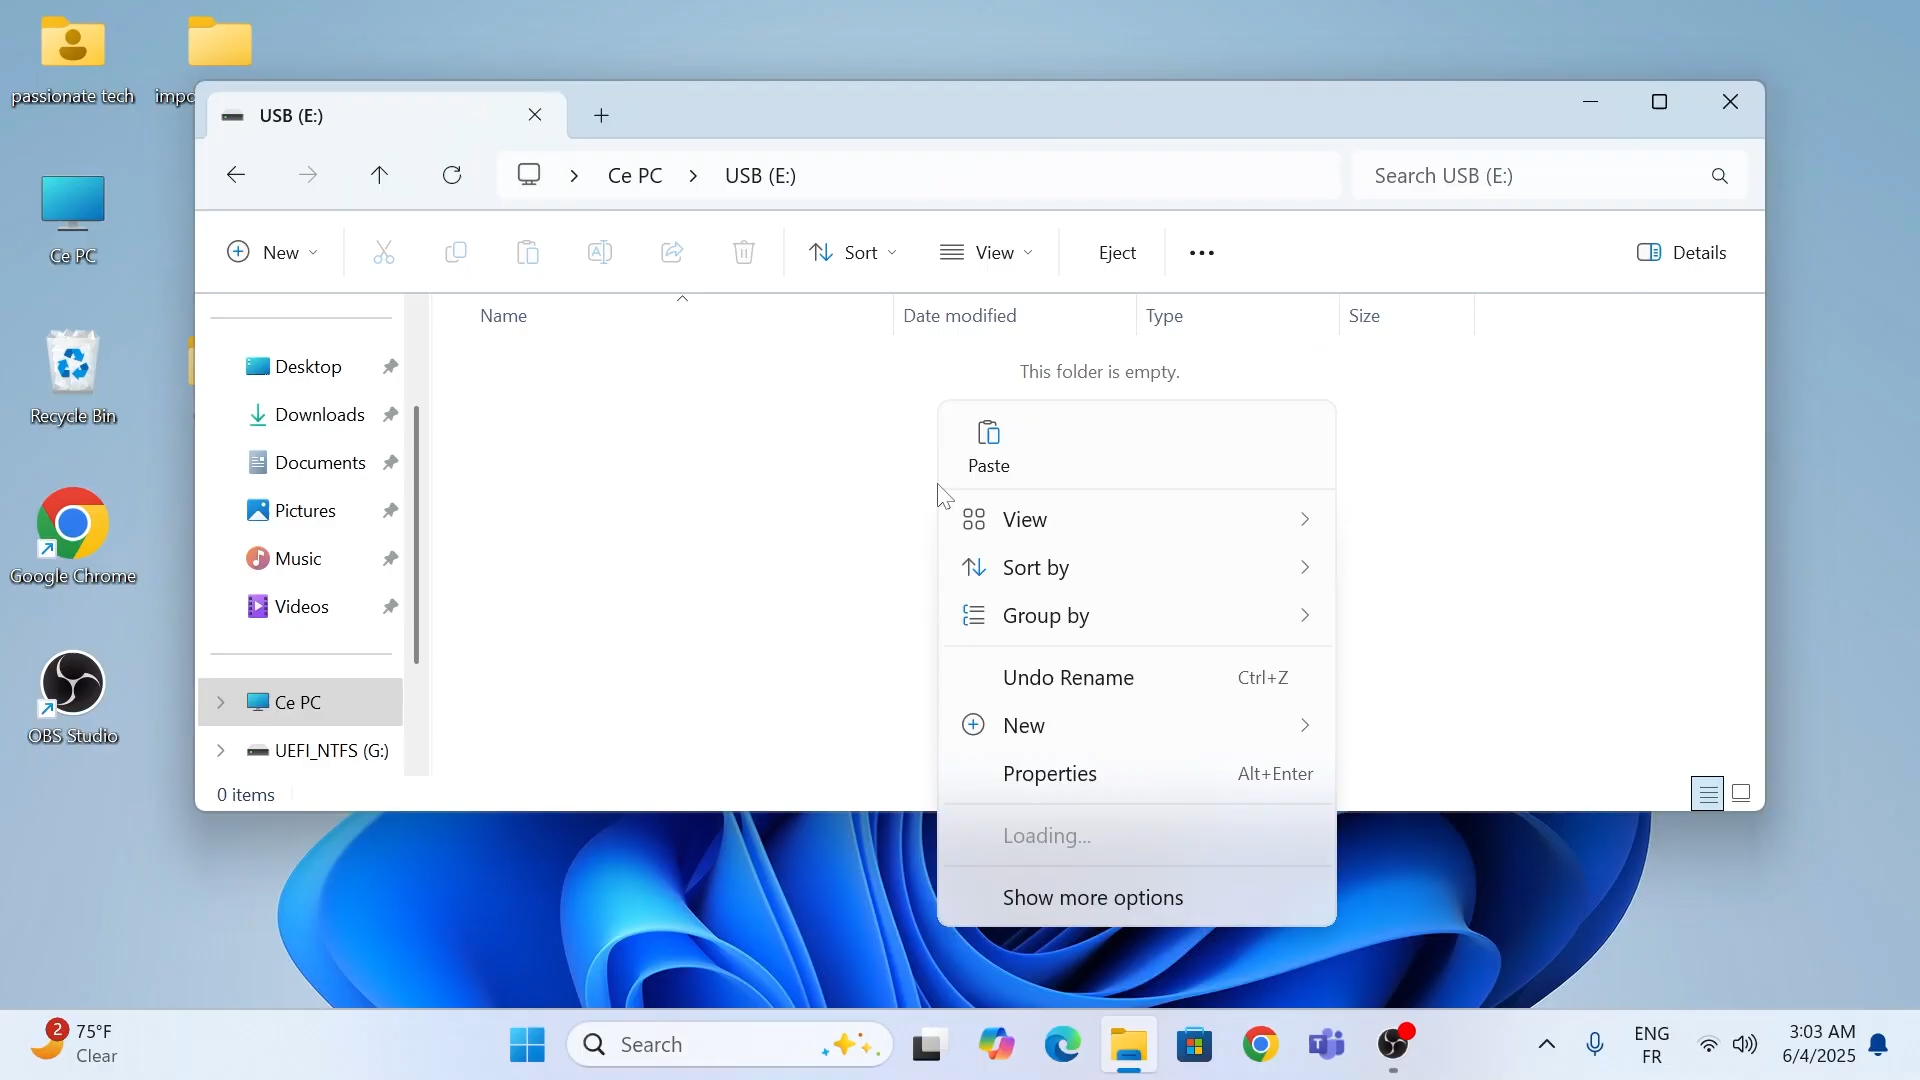 passionate tech
impo
USB (E:)
Ce PC
USB (E:)
Search USB (E:)
Ce PC
New
Sort
View
Eject
Details
Name
Date modified
Type
Size
This folder is empty.
Desktop
Downloads
Documents
Pictures
Music
Videos
Ce PC
UEFI_NTFS (G:)
0 items
Recycle Bin
Google Chrome
OBS Studio
Paste
View
Sort by
Group by
Undo Rename Ctrl+Z
New
Properties Alt+Enter
Loading...
Show more options
2
75°F
Clear
Search
ENG
FR
3:03 AM
6/4/2025